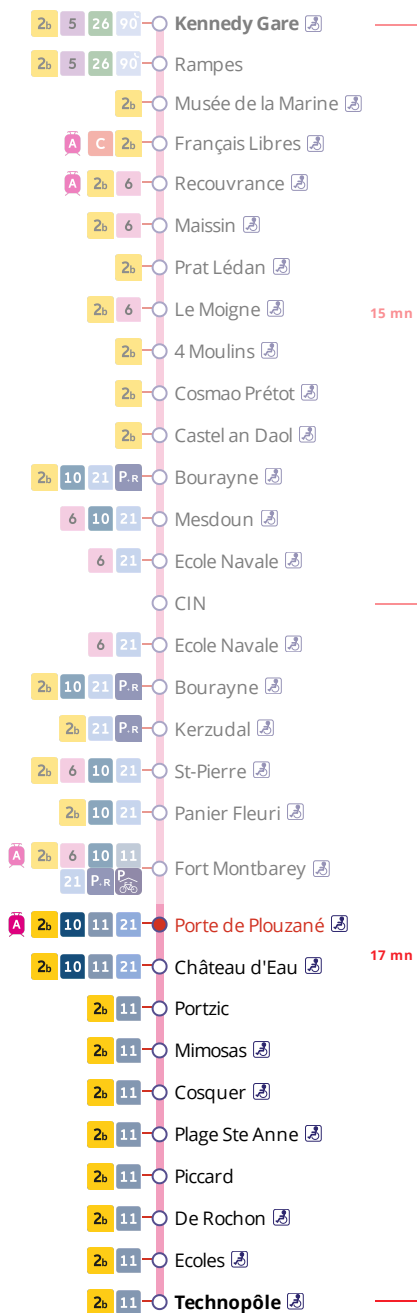 2b 5 26 90 Kennedy Gare
2b 5 26 90 Rampes
2b Musée de la Marine
A C 2b Français Libres
A 2b 6 Recouvrance
2b 6 Maissin
2b Prat Lédan
2b 6 Le Moigne 15 mn
2b 4 Moulins
2b Cosmao Prétot
2b Castel an Daol
2b 10 21 P+R Bourayne
6 10 21 Mesdoun
6 21 Ecole Navale
CIN
6 21 Ecole Navale
2b 10 21 P+R Bourayne
2b 21 P+R Kerzudal
2b 6 10 21 St-Pierre
2b 10 21 Panier Fleuri
A 2b 6 10 11
21 P+R P Fort Montbarey
A 2b 10 11 21 Porte de Plouzané
17 mn
2b 10 11 21 Château d'Eau
2b 11 Portzic
2b 11 Mimosas
2b 11 Cosquer
2b 11 Plage Ste Anne
2b 11 Piccard
2b 11 De Rochon
2b 11 Ecoles
2b 11 Technopôle